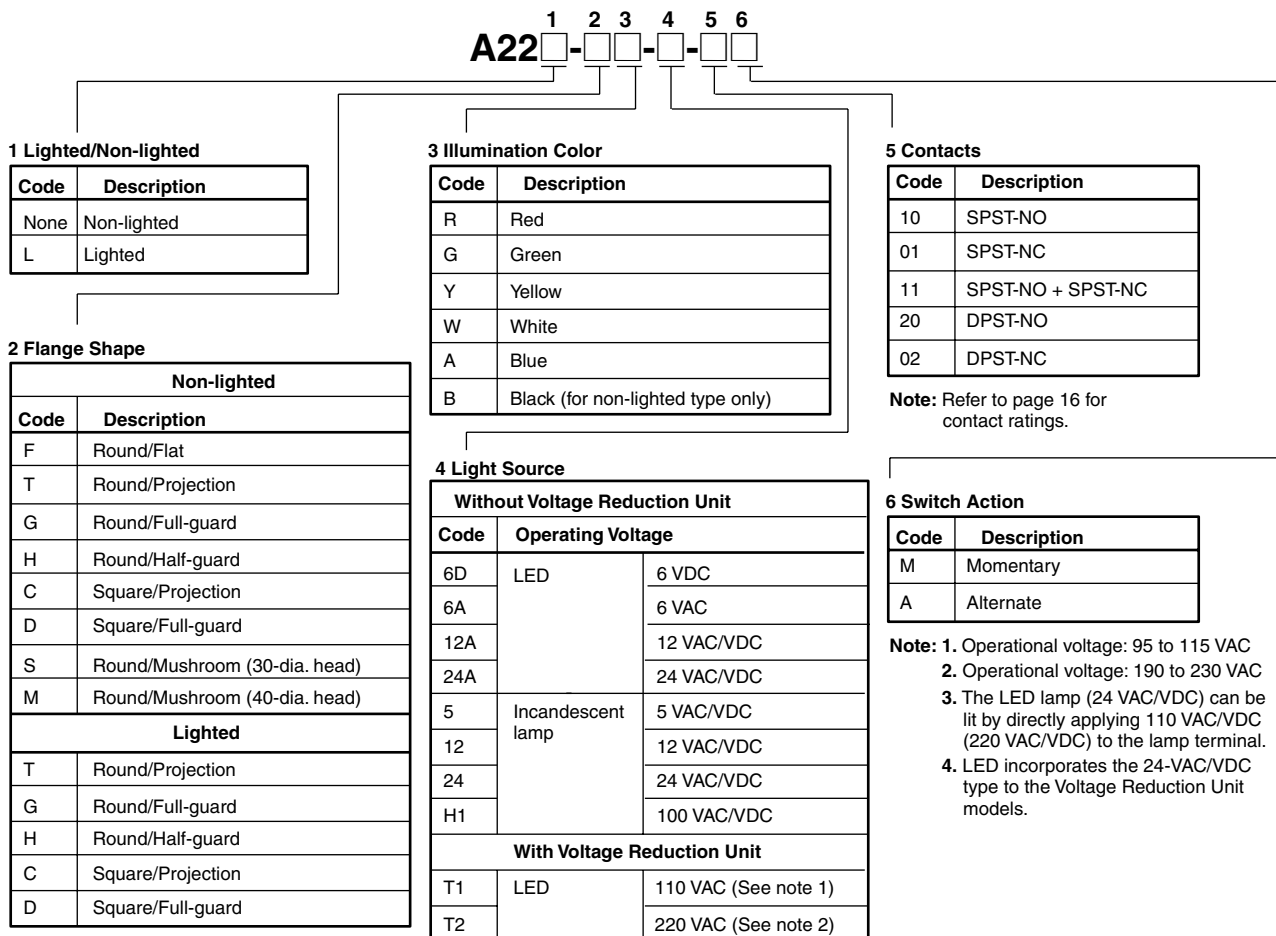 1 2 3 4 5 6
A22□-□□-□-□□
1 Lighted/Non-lighted
Code Description
None Non-lighted
L Lighted
2 Flange Shape
Non-lighted
Code Description
F Round/Flat
T Round/Projection
G Round/Full-guard
H Round/Half-guard
C Square/Projection
D Square/Full-guard
S Round/Mushroom (30-dia. head)
M Round/Mushroom (40-dia. head)
Lighted
T Round/Projection
G Round/Full-guard
H Round/Half-guard
C Square/Projection
D Square/Full-guard
3 Illumination Color
Code Description
R Red
G Green
Y Yellow
W White
A Blue
B Black (for non-lighted type only)
4 Light Source
Without Voltage Reduction Unit
Code Operating Voltage
6D LED 6 VDC
6A 6 VAC
12A 12 VAC/VDC
24A 24 VAC/VDC
5 Incandescent 5 VAC/VDC
lamp
12 12 VAC/VDC
24 24 VAC/VDC
H1 100 VAC/VDC
With Voltage Reduction Unit
T1 LED 110 VAC (See note 1)
T2 220 VAC (See note 2)
5 Contacts
Code Description
10 SPST-NO
01 SPST-NC
11 SPST-NO + SPST-NC
20 DPST-NO
02 DPST-NC
Note: Refer to page 16 for
contact ratings.
6 Switch Action
Code Description
M Momentary
A Alternate
Note: 1. Operational voltage: 95 to 115 VAC
2. Operational voltage: 190 to 230 VAC
3. The LED lamp (24 VAC/VDC) can be
lit by directly applying 110 VAC/VDC
(220 VAC/VDC) to the lamp terminal.
4. LED incorporates the 24-VAC/VDC
type to the Voltage Reduction Unit
models.